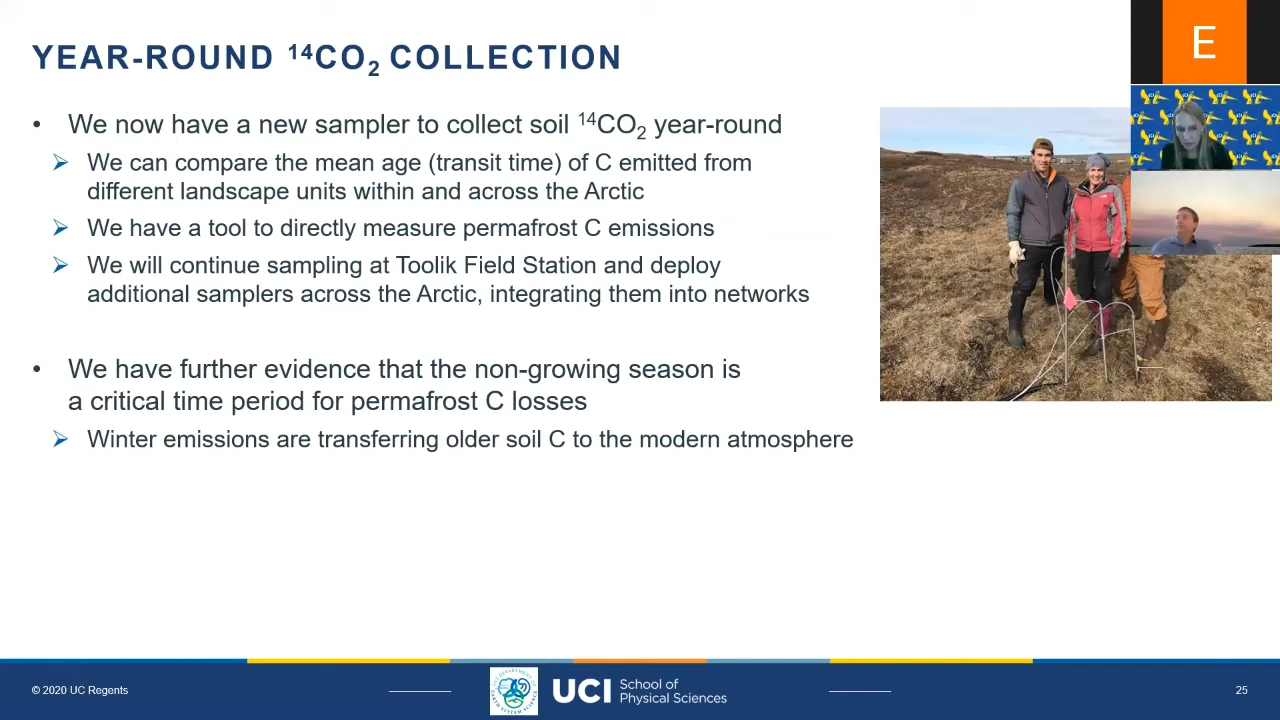 YEAR-ROUND ¹⁴CO₂ COLLECTION
• We now have a new sampler to collect soil ¹⁴CO₂ year-round
➢ We can compare the mean age (transit time) of C emitted from
different landscape units within and across the Arctic
➢ We have a tool to directly measure permafrost C emissions
➢ We will continue sampling at Toolik Field Station and deploy
additional samplers across the Arctic, integrating them into networks
• We have further evidence that the non-growing season is
a critical time period for permafrost C losses
➢ Winter emissions are transferring older soil C to the modern atmosphere
E
© 2020 UC Regents
UCI
School of
Physical Sciences
25